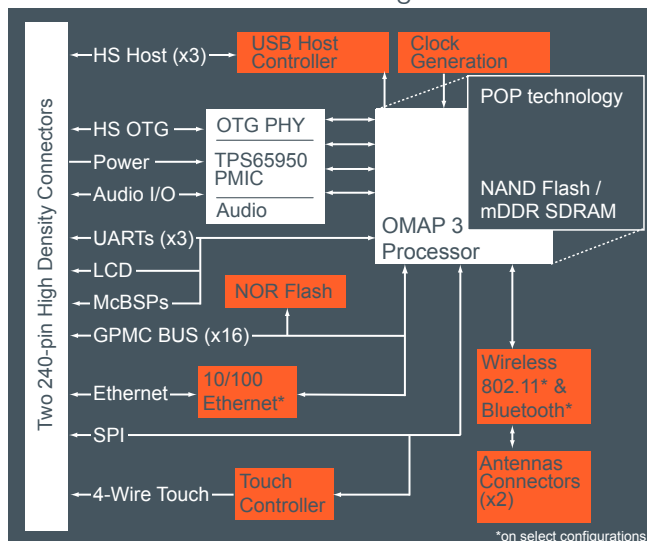 HS Host (x3)
USB Host
Controller
Clock
Generation
POP technology
NAND Flash /
mDDR SDRAM
HS OTG
Power
Audio I/O
OTG PHY
TPS65950
PMIC
Audio
OMAP 3
Processor
UARTs (x3)
LCD
McBSPs
GPMC BUS (x16)
NOR Flash
Ethernet
10/100
Ethernet*
SPI
4-Wire Touch
Touch
Controller
Wireless
802.11* &
Bluetooth*
Antennas
Connectors
(x2)
Two 240-pin High Density Connectors
*on select configurations